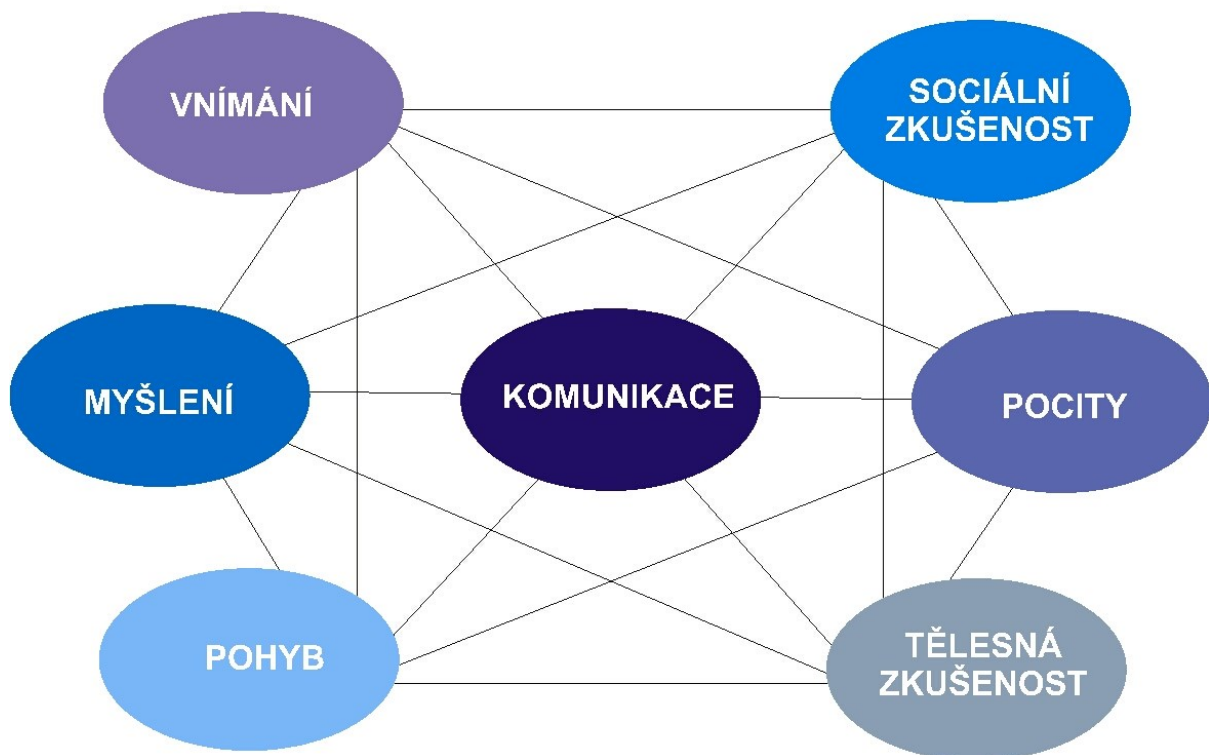 VNÍMÁNÍ
SOCIÁLNÍ
ZKUŠENOST
MYŠLENÍ
KOMUNIKACE
POCITY
POHYB
TĚLESNÁ
ZKUŠENOST